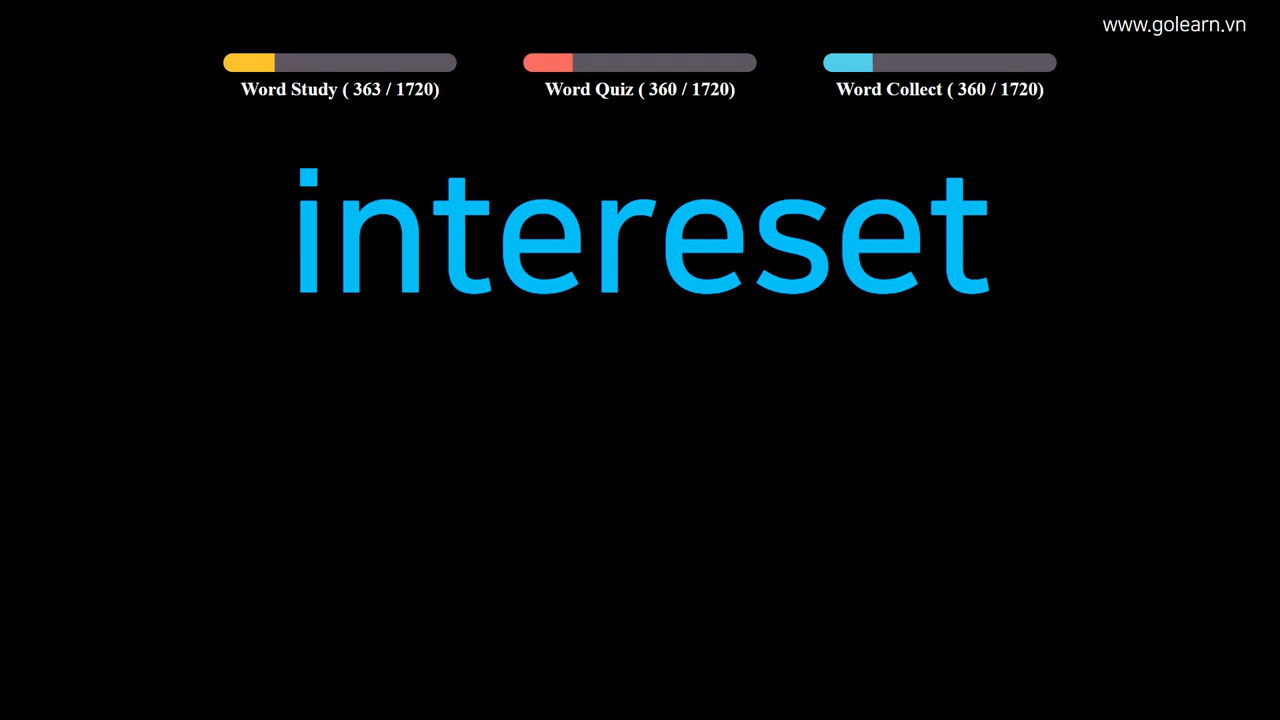 www.golearn.vn
Word Study ( 363 / 1720)
Word Quiz ( 360 / 1720)
Word Collect ( 360 / 1720)
intereset